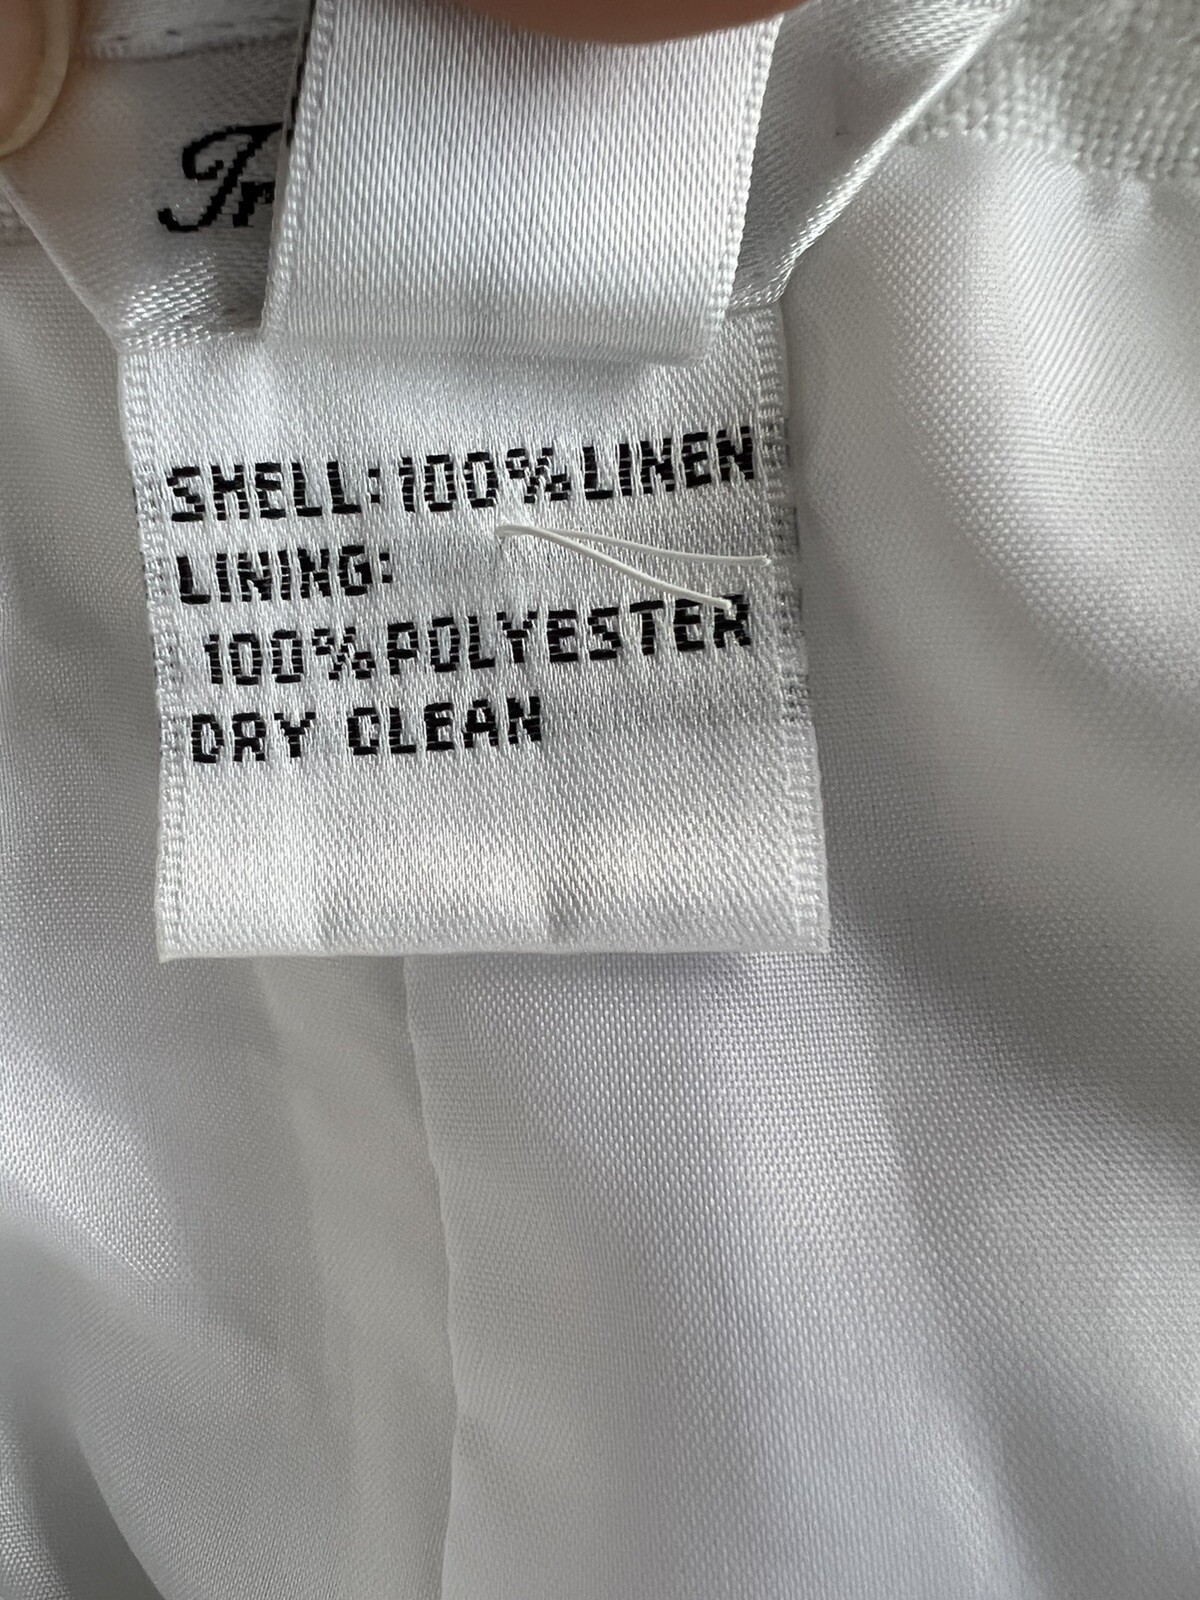 SHELL: 100% LINEN
LINING:
100% POLYESTER
DRY CLEAN